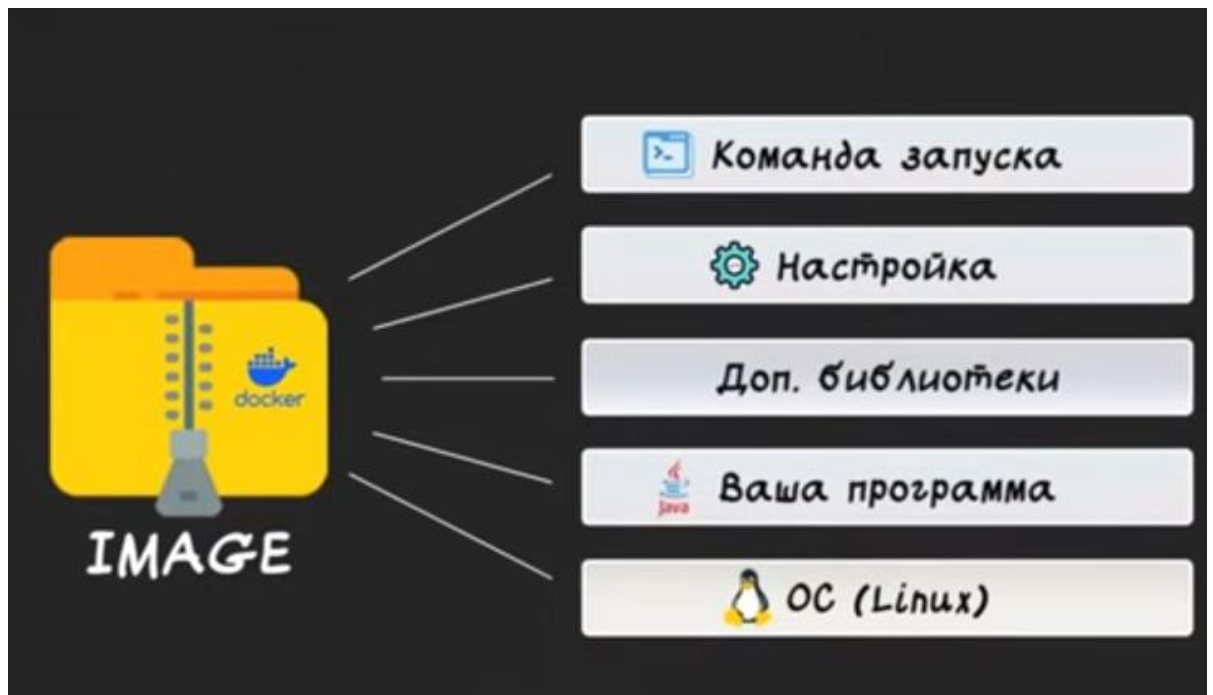 Команда запуска
Настройка
Доп. библиотеки
docker
Java
Ваша программа
IMAGE
ОС (Linux)